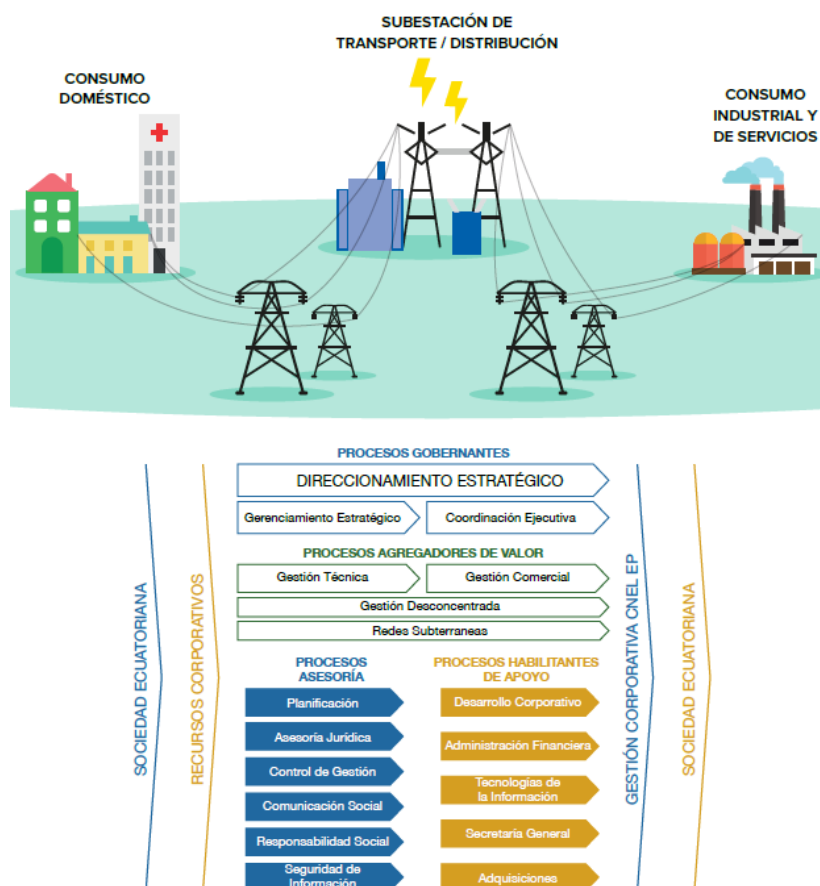 SUBESTACIÓN DE
TRANSPORTE / DISTRIBUCIÓN
CONSUMO
DOMÉSTICO
CONSUMO
INDUSTRIAL Y
DE SERVICIOS
PROCESOS GOBERNANTES
DIRECCIONAMIENTO ESTRATÉGICO
Gerenciamiento Estratégico
Coordinación Ejecutiva
PROCESOS AGREGADORES DE VALOR
Gestión Técnica
Gestión Comercial
Gestión Desconcentrada
Redes Subterraneas
SOCIEDAD ECUATORIANA
RECURSOS CORPORATIVOS
PROCESOS
ASESORÍA
Planificación
Asesoría Jurídica
Control de Gestión
Comunicación Social
Responsabilidad Social
Seguridad de
Información
PROCESOS HABILITANTES
DE APOYO
Desarrollo Corporativo
Administración Financiera
Tecnologías de
la Información
Secretaría General
Adquisiciones
GESTIÓN CORPORATIVA CNEL EP
SOCIEDAD ECUATORIANA